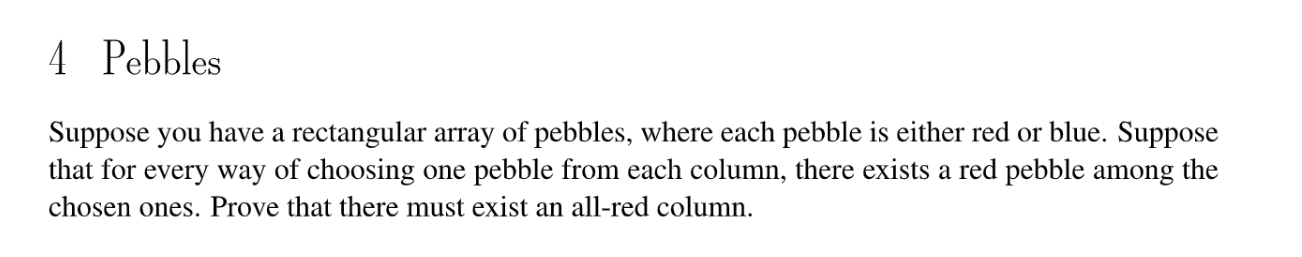 4 Pebbles
Suppose you have a rectangular array of pebbles, where each pebble is either red or blue. Suppose
that for every way of choosing one pebble from each column, there exists a red pebble among the
chosen ones. Prove that there must exist an all-red column.